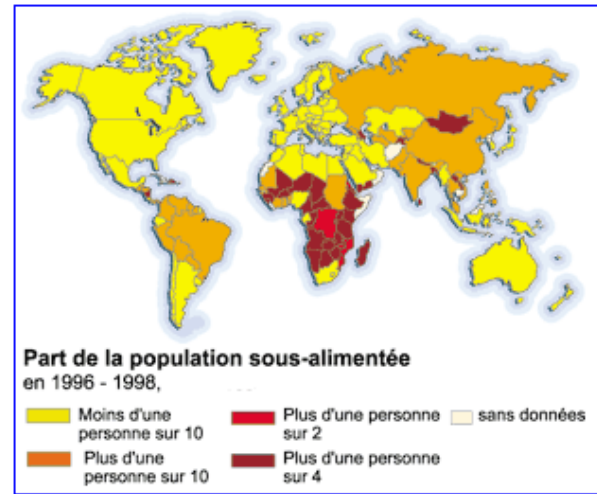 Part de la population sous-alimentée
en 1996 - 1998,
Moins d'une
personne sur 10
Plus d'une personne
sur 2
sans données
Plus d'une
personne sur 10
Plus d'une personne
sur 4